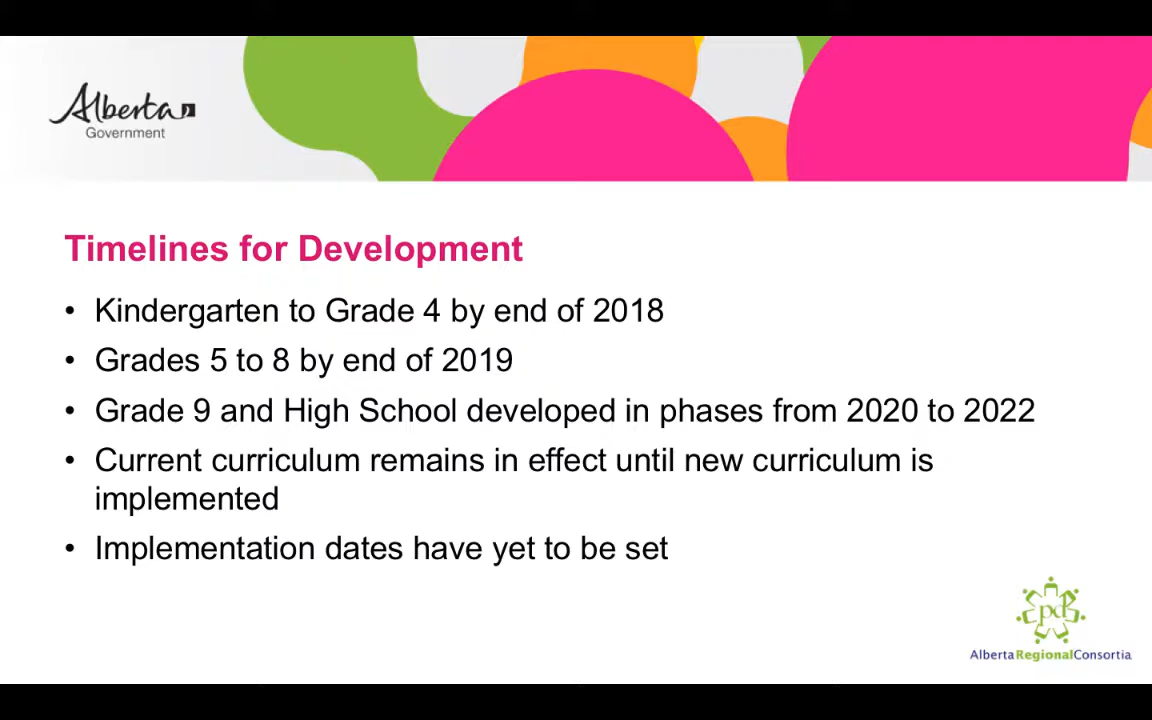 Alberta
Government
Timelines for Development
• Kindergarten to Grade 4 by end of 2018
• Grades 5 to 8 by end of 2019
• Grade 9 and High School developed in phases from 2020 to 2022
• Current curriculum remains in effect until new curriculum is
implemented
• Implementation dates have yet to be set
pd
AlbertaRegionalConsortia